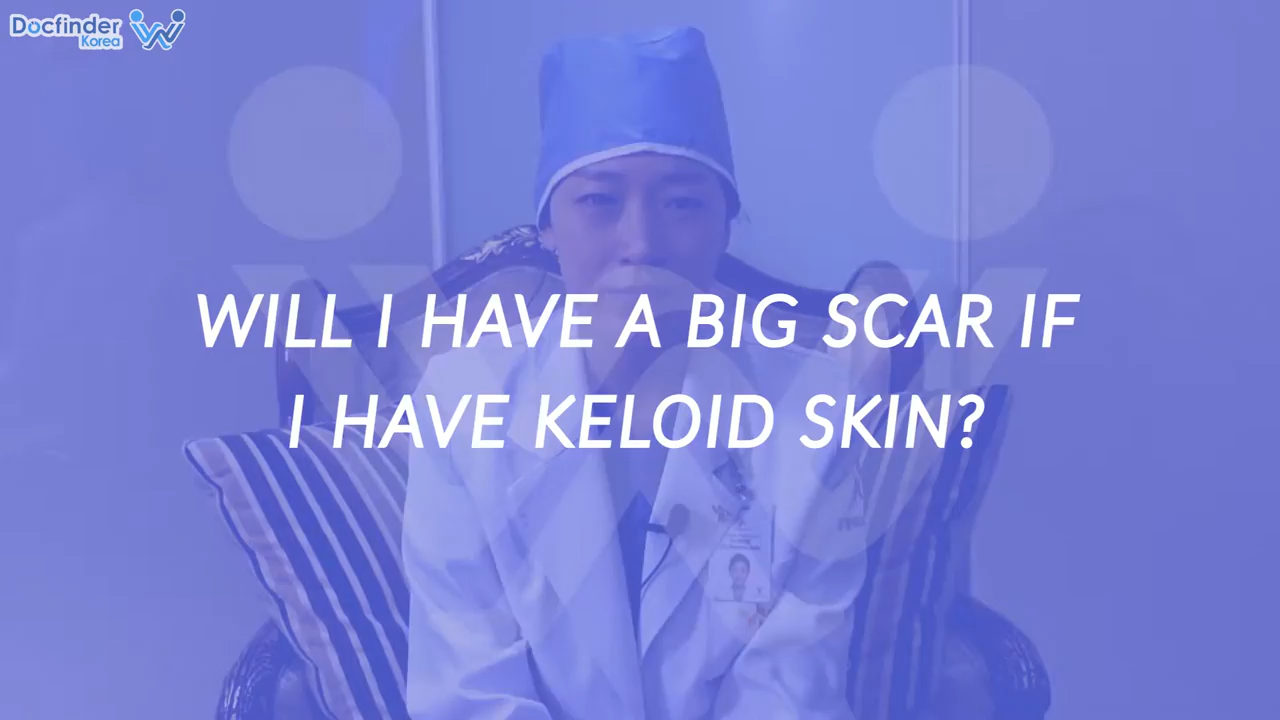 Docfinder
Korea
WILL I HAVE A BIG SCAR IF
I HAVE KELOID SKIN?